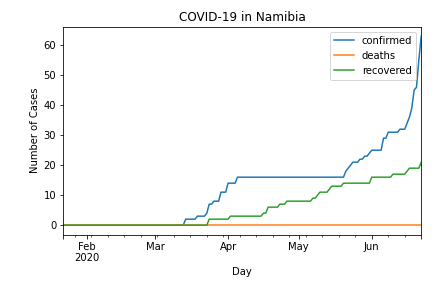 COVID-19 in Namibia
confirmed
deaths
recovered
Number of Cases
60
50
40
30
20
10
0
Feb Mar Apr May Jun
2020
Day